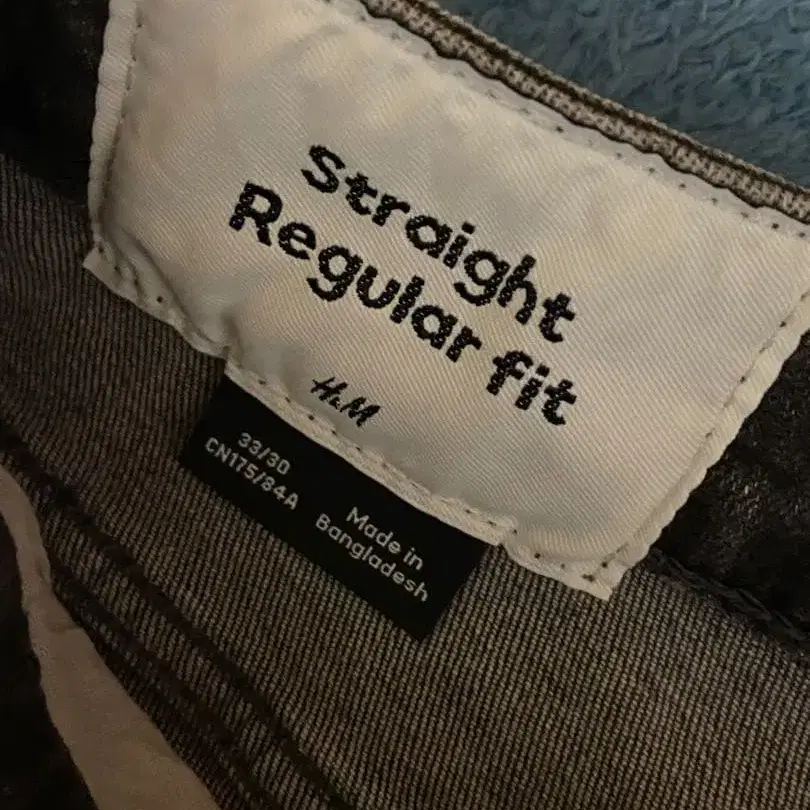 Straight
Regular fit
H&M
33/30
CN175/84A
Made in
Bangladesh